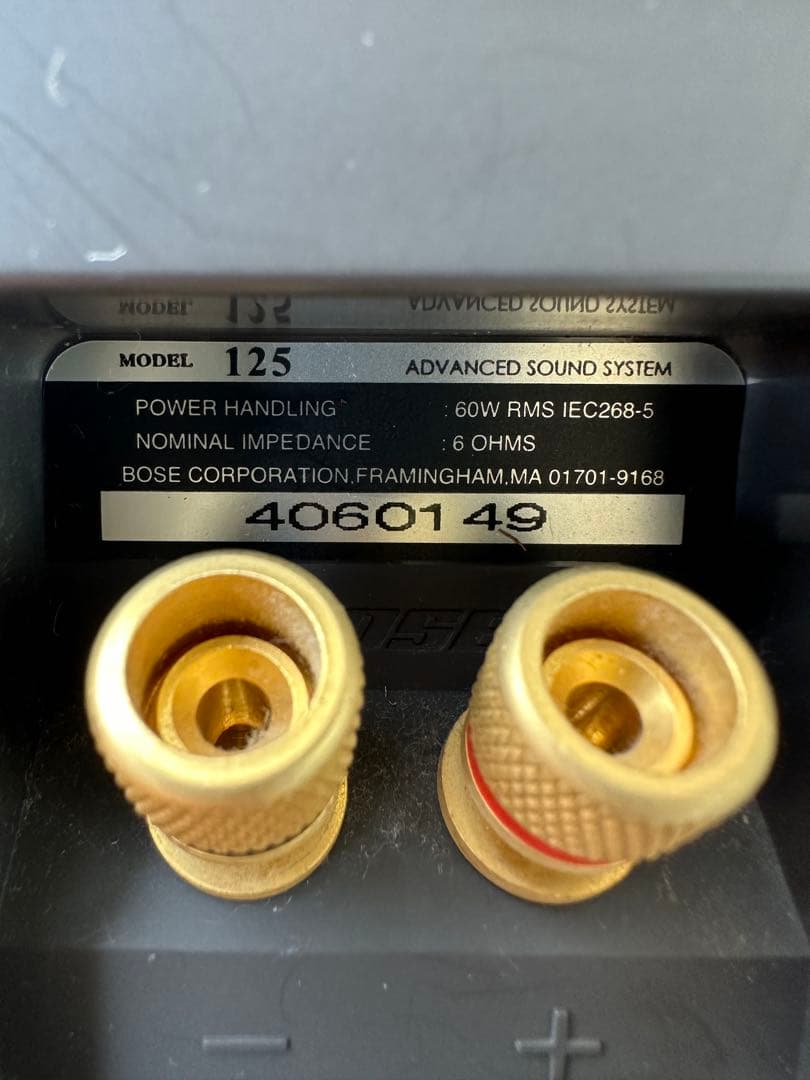 MODEL 125 ADVANCED SOUND SYSTEM
POWER HANDLING : 60W RMS IEC268-5
NOMINAL IMPEDANCE : 6 OHMS
BOSE CORPORATION,FRAMINGHAM,MA 01701-9168
4060149
BOSE
− +